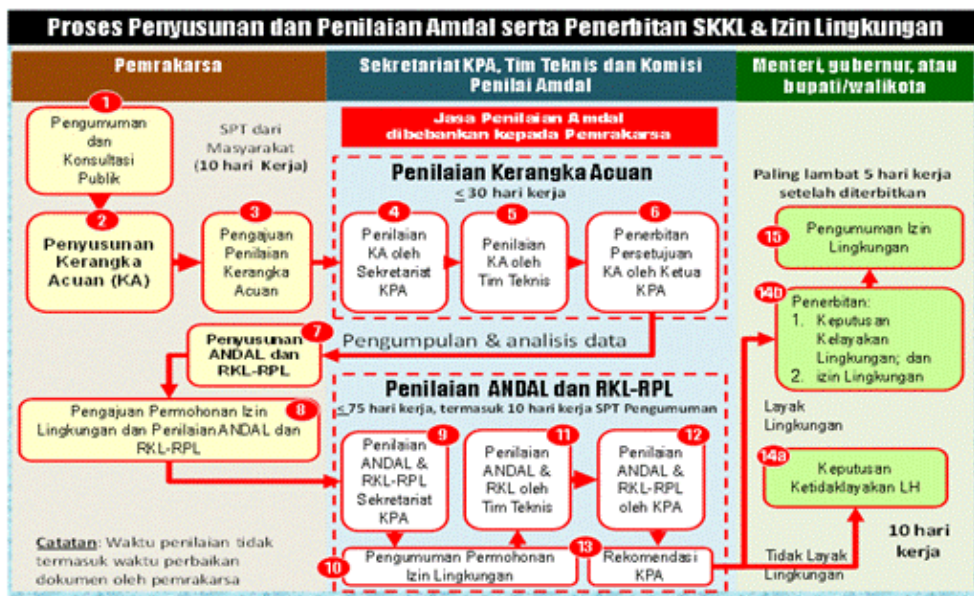 Proses Penyusunan dan Penilaian Amdal serta Penerbitan SKKL & Izin Lingkungan
Pemrakarsa
Sekretariat KPA, Tim Teknis dan Komisi
Penilai Amdal
Menteri, gubernur, atau
bupati/walikota
1
Pengumuman
dan
Konsultasi
Publik
SPT dari
Masyarakat
(10 hari Kerja)
2
Penyusunan
Kerangka
Acuan (KA)
3
Pengajuan
Penilaian
Kerangka
Acuan
Jasa Penilaian Amdal
dibebankan kepada Pemrakarsa
Penilaian Kerangka Acuan
≤ 30 hari kerja
4
Penilaian
KA oleh
Sekretariat
KPA
5
Penilaian
KA oleh
Tim Teknis
6
Penerbitan
Persetujuan
KA oleh Ketua
KPA
7
Penyusunan
ANDAL dan
RKL-RPL
Pengumpulan & analisis data
8
Pengajuan Permohonan Izin
Lingkungan dan Penilaian ANDAL dan
RKL-RPL
Penilaian ANDAL dan RKL-RPL
≤75 hari kerja, termasuk 10 hari kerja SPT Pengumuman
9
Penilaian
ANDAL &
RKL-RPL
Sekretariat
KPA
10
Pengumuman Permohonan
Izin Lingkungan
11
Penilaian
ANDAL &
RKL oleh
Tim Teknis
12
Penilaian
ANDAL &
RKL-RPL
oleh KPA
13
Rekomendasi
KPA
Paling lambat 5 hari kerja
setelah diterbitkan
15
Pengumuman Izin
Lingkungan
14b
Penerbitan:
1. Keputusan
Kelayakan
Lingkungan; dan
2. izin Lingkungan
Layak
Lingkungan
14a
Keputusan
Ketidaklayakan LH
10 hari
kerja
Tidak Layak
Lingkungan
Catatan: Waktu penilaian tidak
termasuk waktu perbaikan
dokumen oleh pemrakarsa